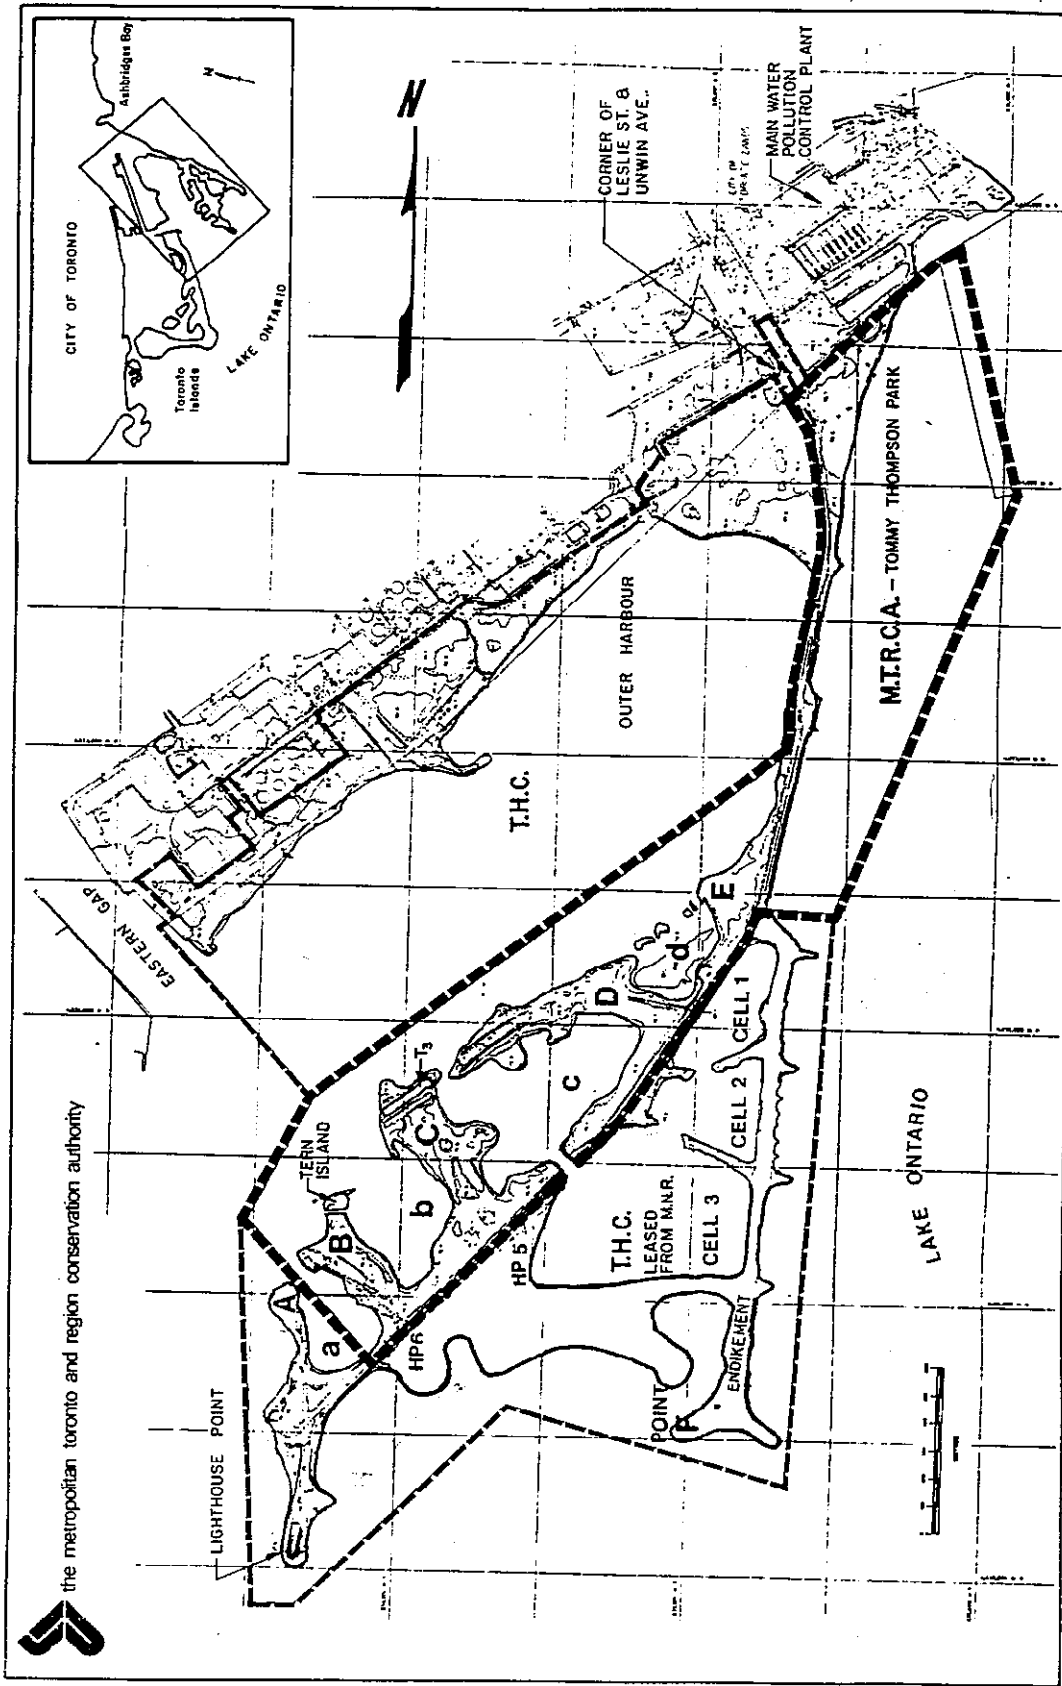 the metropolitan toronto and region conservation authority
CITY OF TORONTO
Ashbridges Bay
Toronto
Islands
LAKE ONTARIO
N
N
CORNER OF
LESLIE ST. &
UNWIN AVE.
MAIN WATER
POLLUTION
CONTROL PLANT
EASTERN GAP
OUTER HARBOUR
T.H.C.
M.T.R.C.A. – TOMMY THOMPSON PARK
LIGHTHOUSE POINT
TERN
ISLAND
T3
A
a
B
b
C
c
D
d
E
HP6
HP 5
T.H.C.
LEASED
FROM M.N.R.
CELL 1
CELL 2
CELL 3
POINT
F
ENDIKEMENT
LAKE ONTARIO